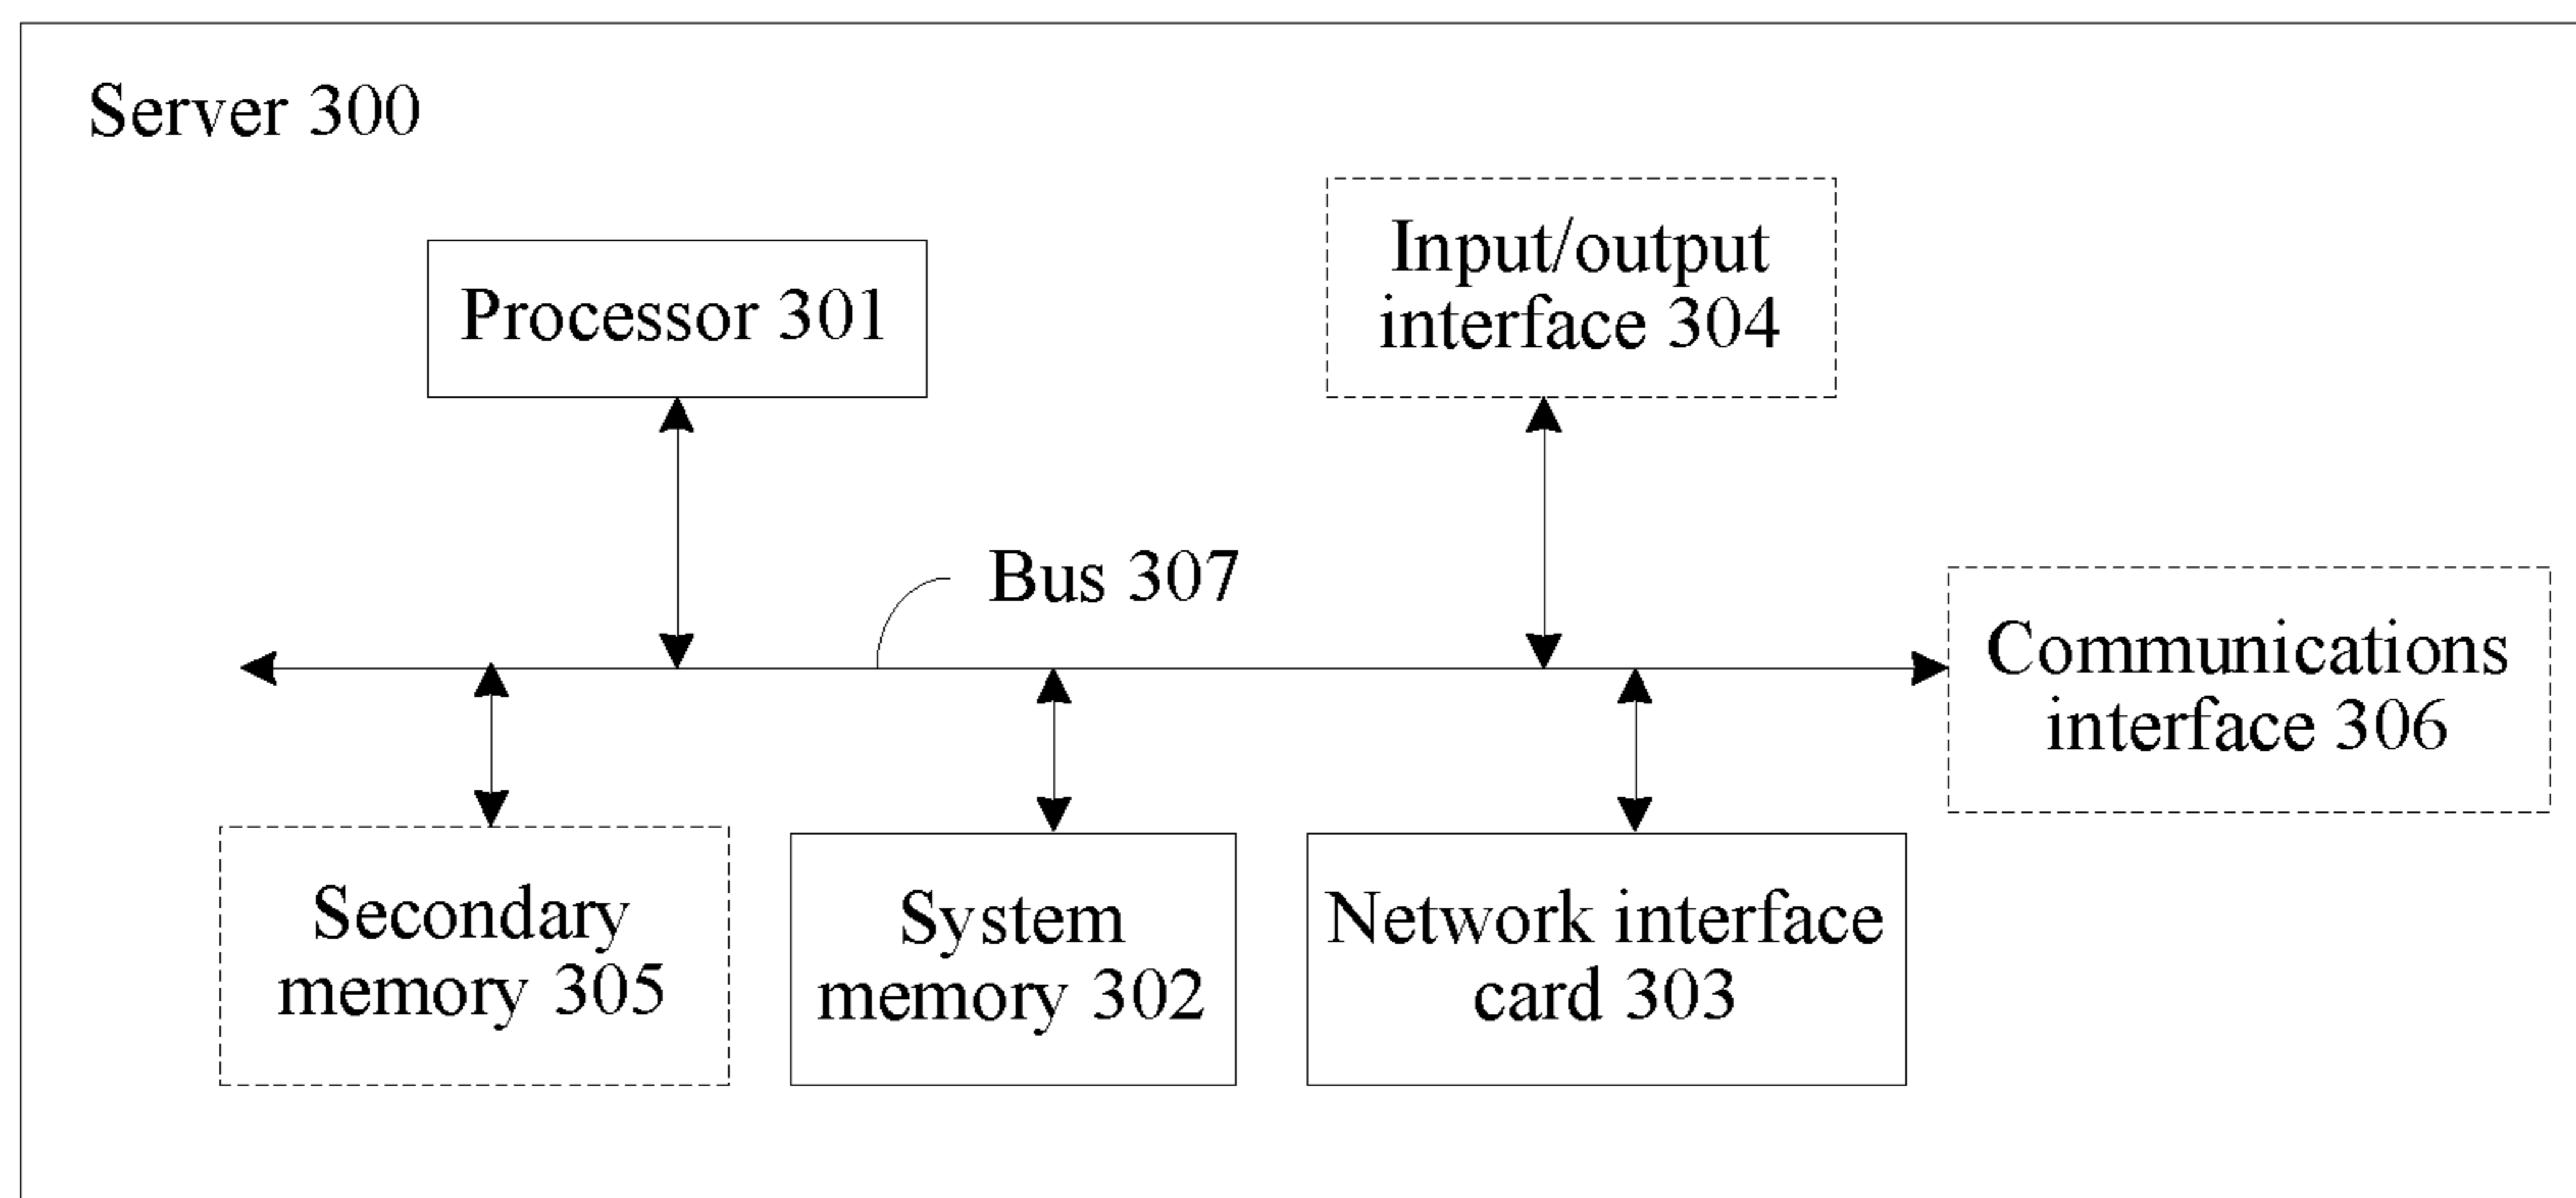 Server 300
Input/output
interface 304
Processor 301
Bus 307
Communications
interface 306
Secondary
memory 305
System
memory 302
Network interface
card 303